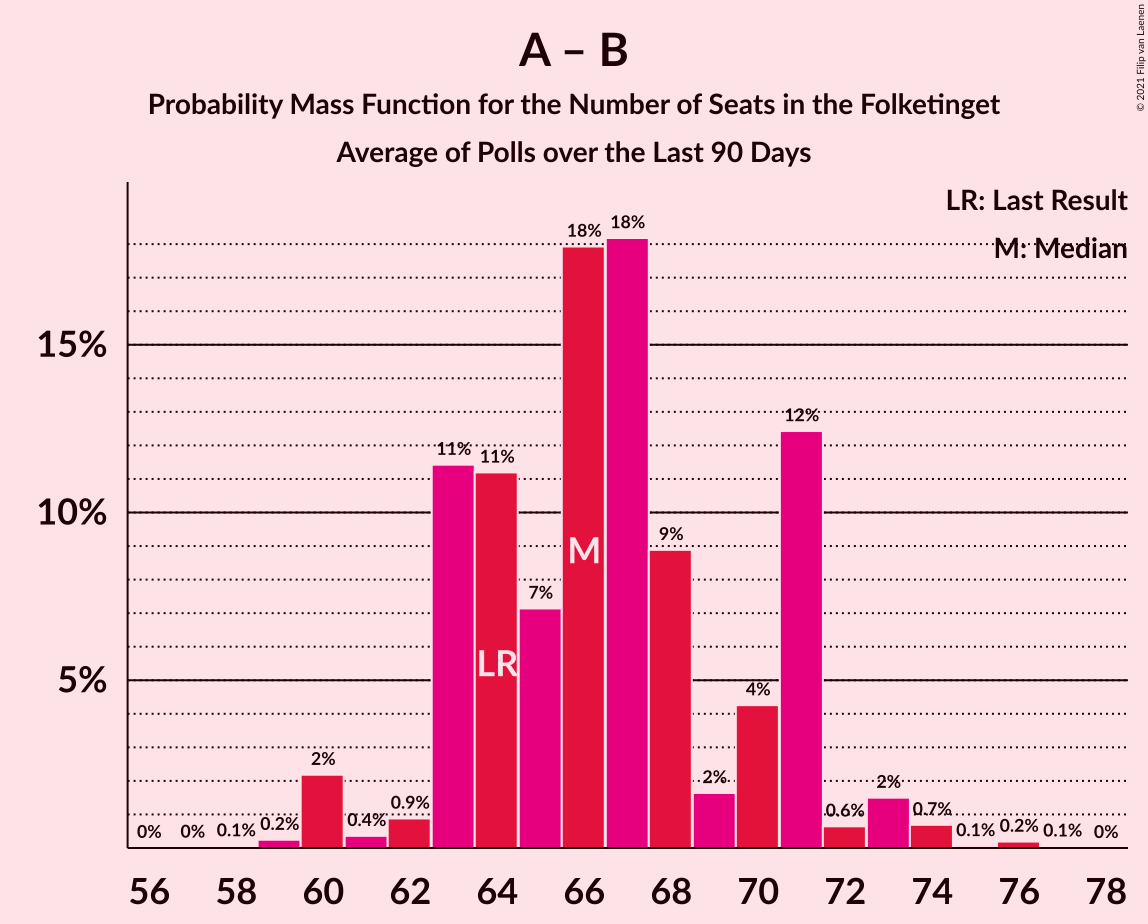 A – B
Probability Mass Function for the Number of Seats in the Folketinget
Average of Polls over the Last 90 Days
© 2021 Filip van Laenen
LR: Last Result
M: Median
15%
10%
5%
0%
0%
0.1%
0.2%
2%
0.4%
0.9%
11%
11%
7%
18%
18%
9%
2%
4%
12%
0.6%
2%
0.7%
0.1%
0.2%
0.1%
0%
LR
M
56 58 60 62 64 66 68 70 72 74 76 78